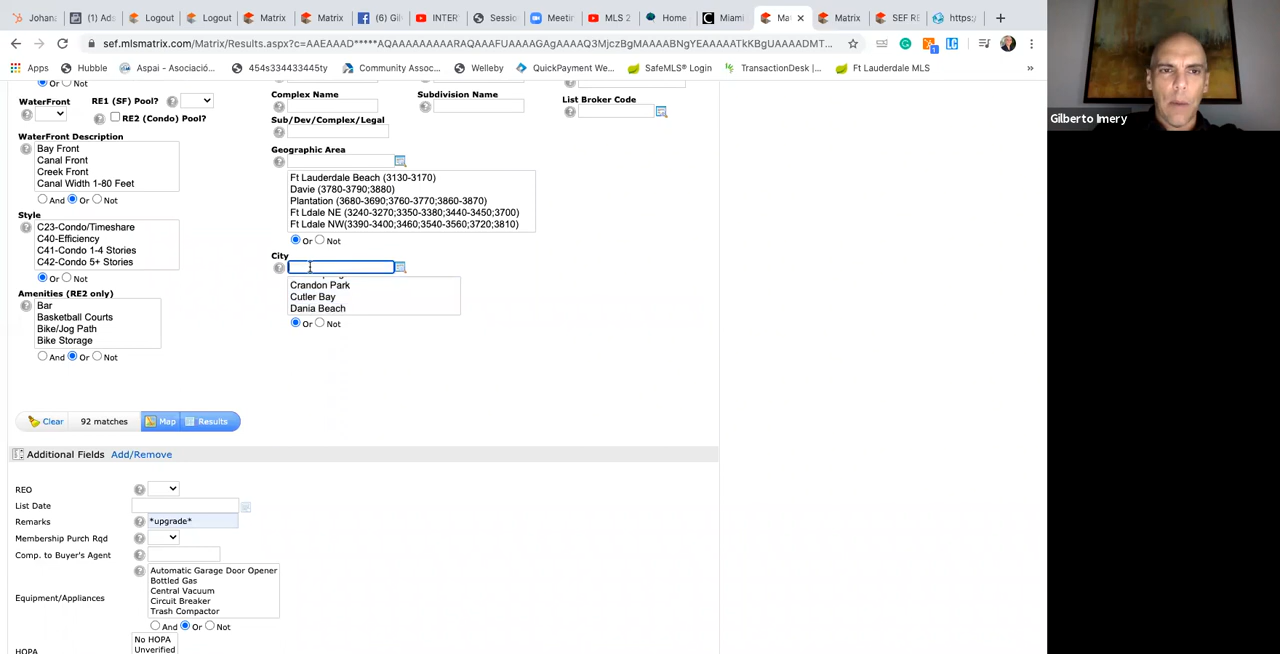 Johana
(1) Ads
Logout
Logout
Matrix
Matrix
(6) Gil
INTER
Sessio
Meetin
MLS 2
Home
Miami
Mat
Matrix
SEF RE
https:/
sef.mlsmatrix.com/Matrix/Results.aspx?c=AAEAAAD*****AQAAAAAAAAARAQAAAFUAAAAGAgAAAAQ3MjczBgMAAAABNgYEAAAAATkKBgUAAAADMT...
Apps
Hubble
Aspai - Asociació...
454s334433445ty
Community Assoc...
Welleby
QuickPayment We...
SafeMLS® Login
TransactionDesk |...
Ft Lauderdale MLS
»
Or Not
WaterFront
RE1 (SF) Pool?
RE2 (Condo) Pool?
WaterFront Description
Bay Front
Canal Front
Creek Front
Canal Width 1-80 Feet
And Or Not
Style
C23-Condo/Timeshare
C40-Efficiency
C41-Condo 1-4 Stories
C42-Condo 5+ Stories
Or Not
Amenities (RE2 only)
Bar
Basketball Courts
Bike/Jog Path
Bike Storage
And Or Not
Complex Name
Subdivision Name
List Broker Code
Sub/Dev/Complex/Legal
Geographic Area
Ft Lauderdale Beach (3130-3170)
Davie (3780-3790;3880)
Plantation (3680-3690;3760-3770;3860-3870)
Ft Ldale NE (3240-3270;3350-3380;3440-3450;3700)
Ft Ldale NW(3390-3400;3460;3540-3560;3720;3810)
Or Not
City
Crandon Park
Cutler Bay
Dania Beach
Or Not
Clear
92 matches
Map
Results
Additional Fields Add/Remove
REO
List Date
Remarks
*upgrade*
Membership Purch Rqd
Comp. to Buyer's Agent
Equipment/Appliances
Automatic Garage Door Opener
Bottled Gas
Central Vacuum
Circuit Breaker
Trash Compactor
And Or Not
HOPA
No HOPA
Unverified
Gilberto Imery